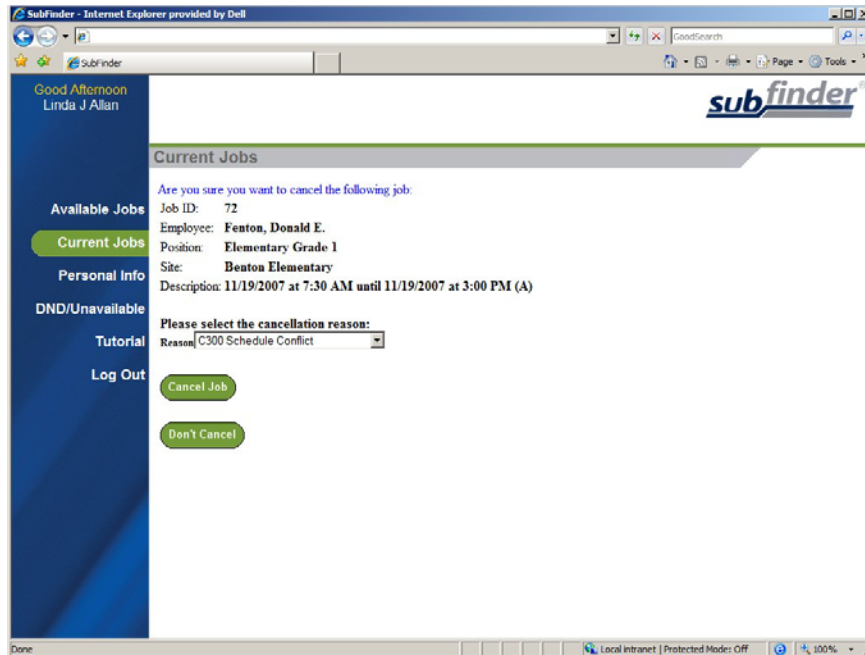 SubFinder - Internet Explorer provided by Dell
GoodSearch
SubFinder
Page
Tools
Good Afternoon
Linda J Allan
subfinder
Current Jobs
Are you sure you want to cancel the following job:
Available Jobs
Job ID: 72
Employee: Fenton, Donald E.
Current Jobs
Position: Elementary Grade 1
Site: Benton Elementary
Personal Info
Description: 11/19/2007 at 7:30 AM until 11/19/2007 at 3:00 PM (A)
DND/Unavailable
Please select the cancellation reason:
Tutorial
Reason C300 Schedule Conflict
Log Out
Cancel Job
Don't Cancel
Done
Local intranet | Protected Mode: Off
100%